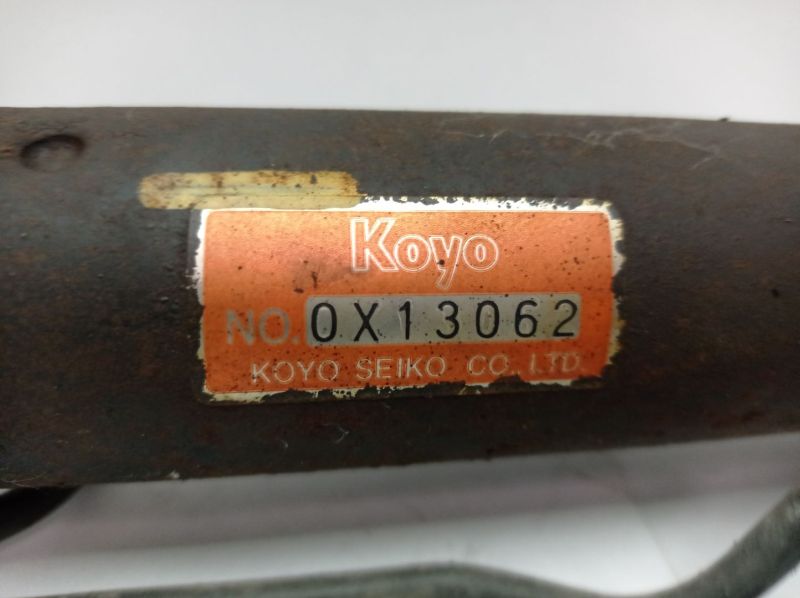 Koyo
NO. 0X13062
KOYO SEIKO CO., LTD.